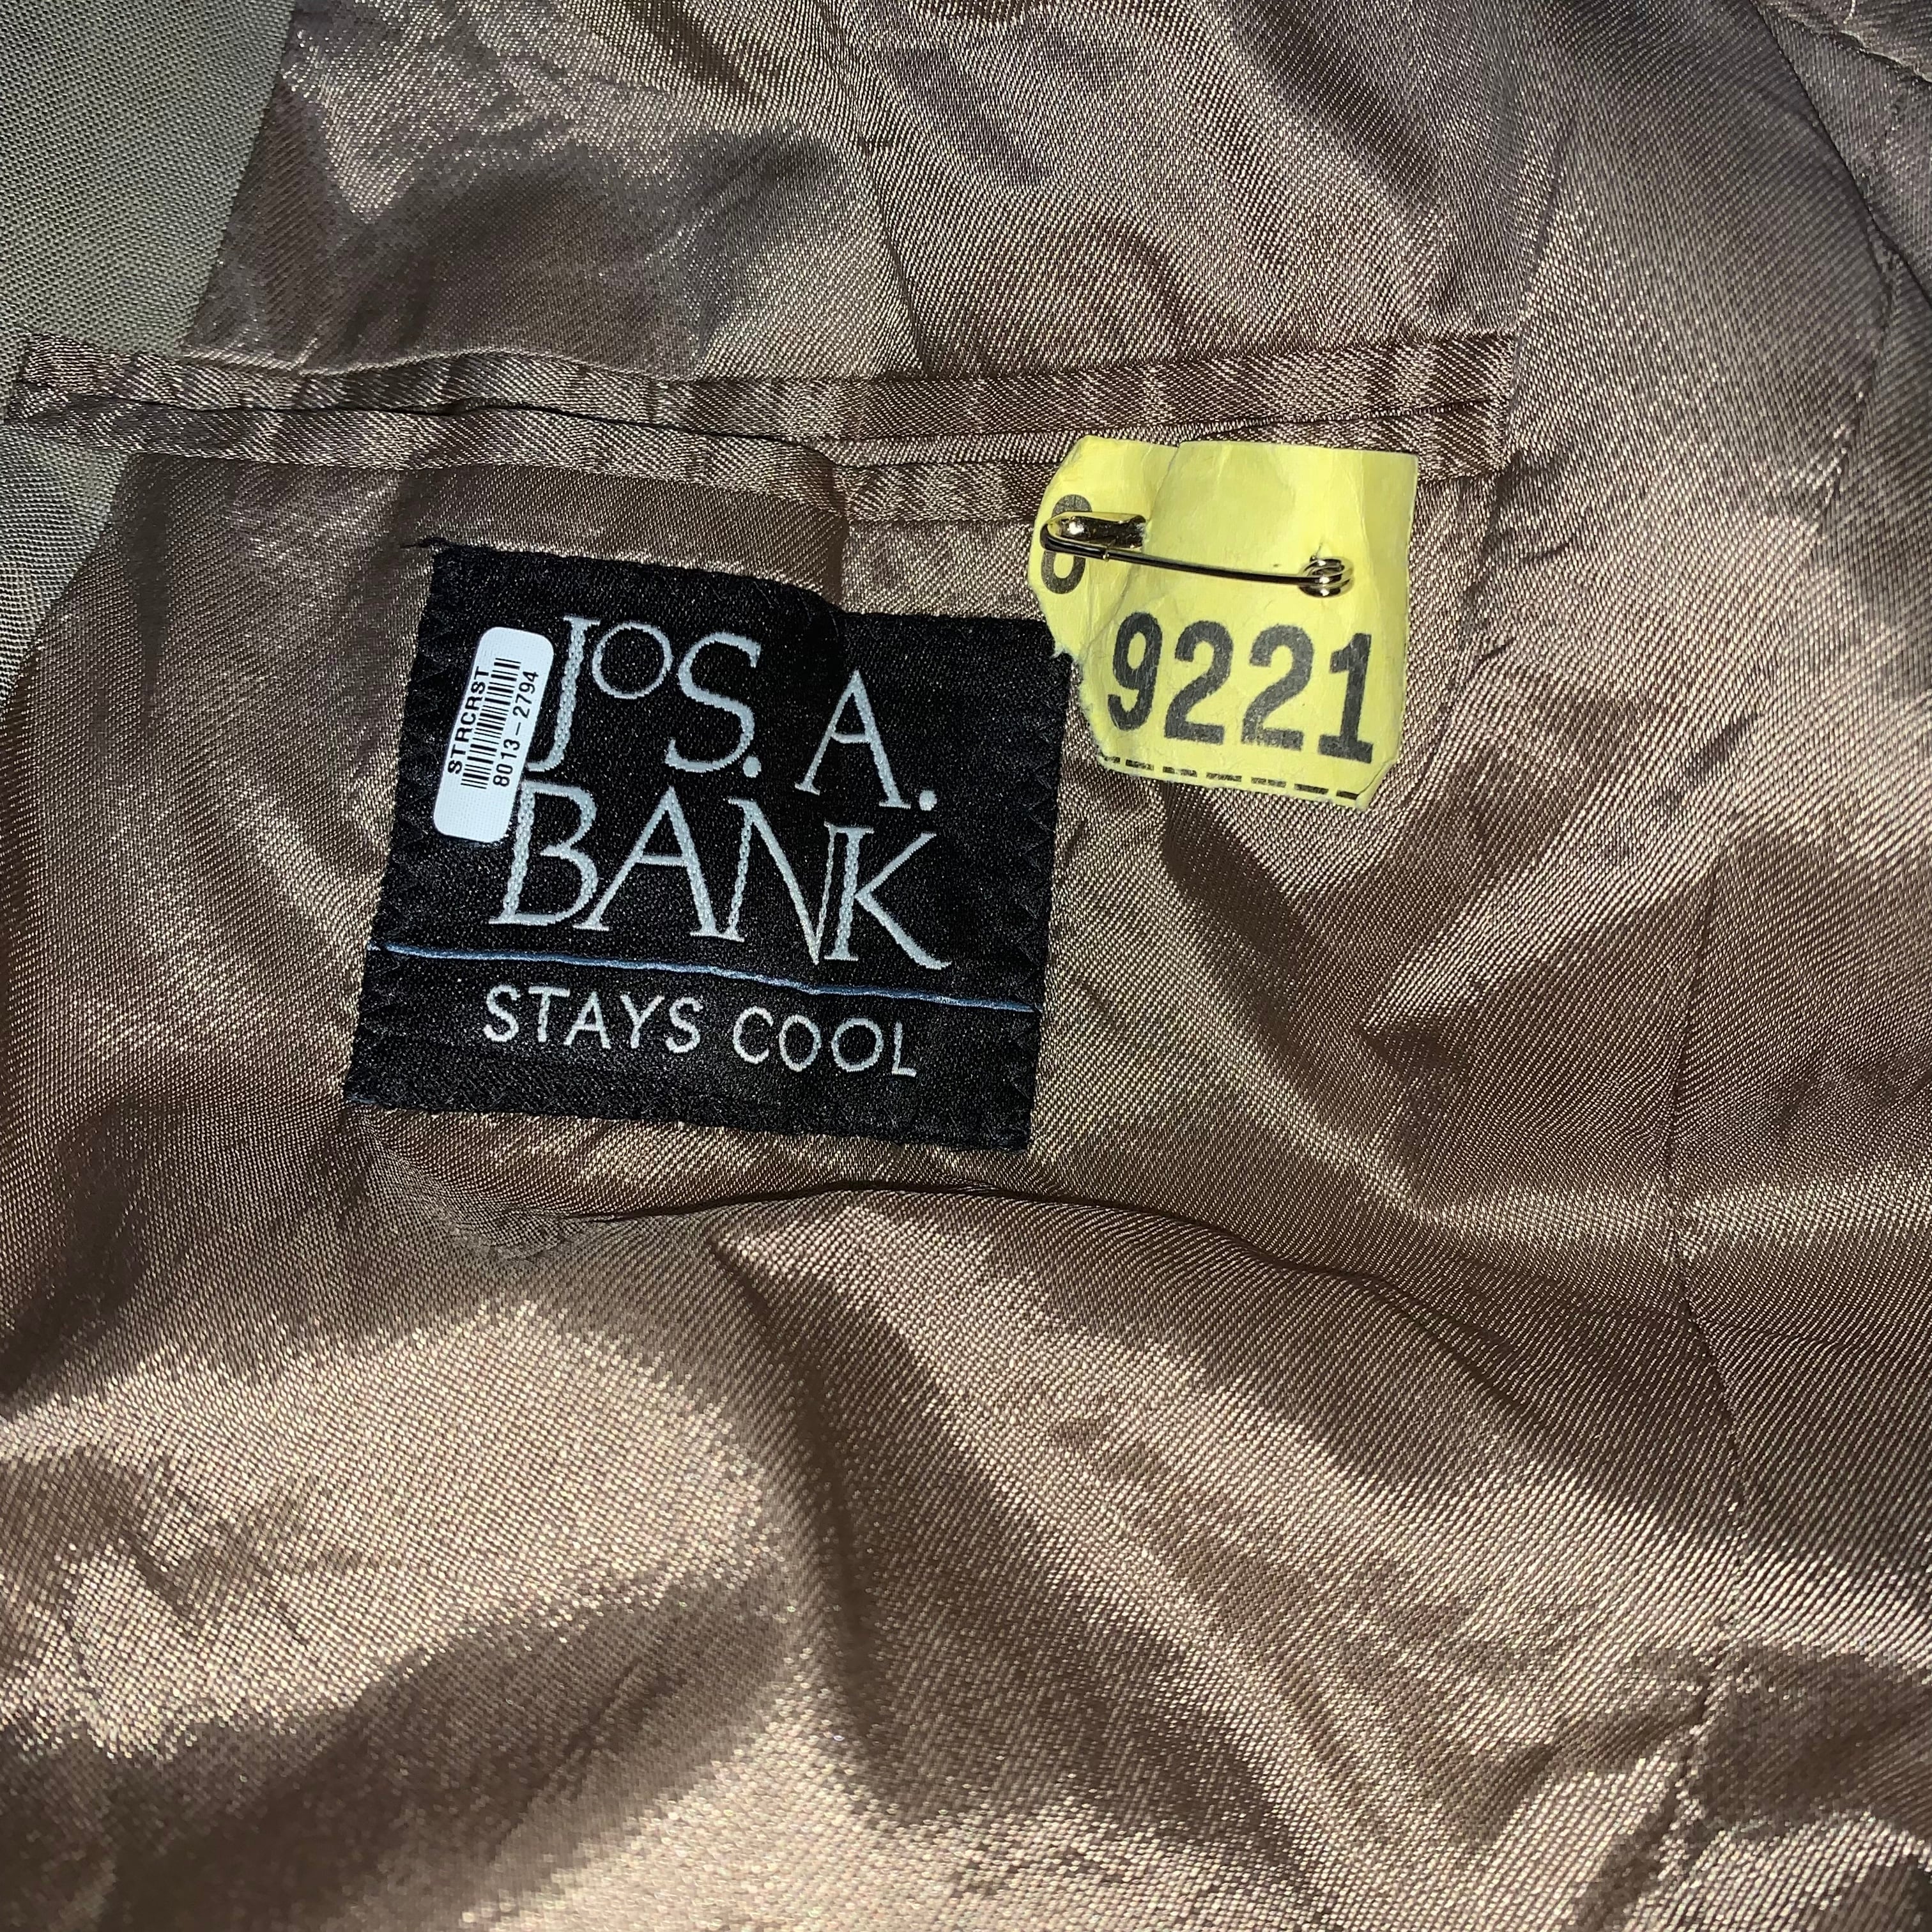 JOS. A.
BANK
STAYS COOL
STRCRST
8013-2794
9221